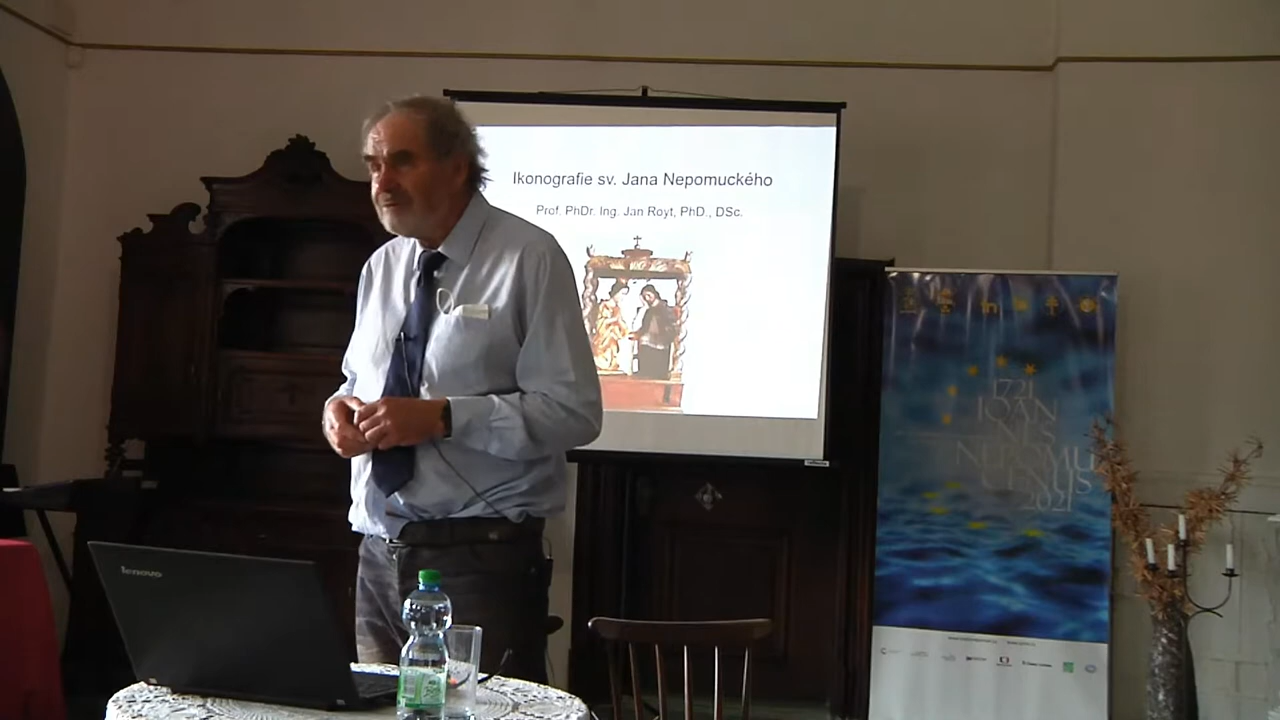 Ikonografie sv. Jana Nepomuckého
Prof. PhDr. Ing. Jan Royt, PhD., DSc.
lenovo
1721
IOAN
NES
NEPOMU
CENUS
2021